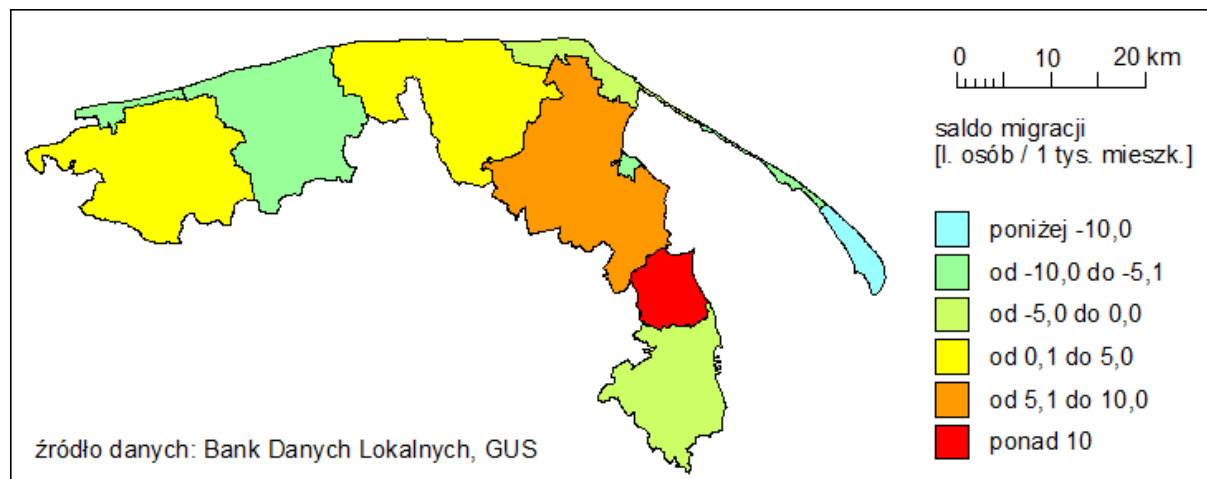 0 10 20 km
saldo migracji
[l. osób / 1 tys. mieszk.]
poniżej -10,0
od -10,0 do -5,1
od -5,0 do 0,0
od 0,1 do 5,0
od 5,1 do 10,0
ponad 10
źródło danych: Bank Danych Lokalnych, GUS